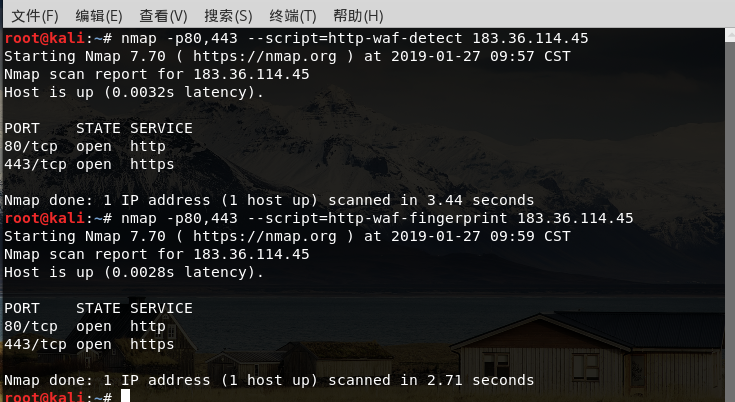 文件(F) 编辑(E) 查看(V) 搜索(S) 终端(T) 帮助(H)
root@kali:~# nmap -p80,443 --script=http-waf-detect 183.36.114.45
Starting Nmap 7.70 ( https://nmap.org ) at 2019-01-27 09:57 CST
Nmap scan report for 183.36.114.45
Host is up (0.0032s latency).
PORT    STATE SERVICE
80/tcp  open  http
443/tcp open  https
Nmap done: 1 IP address (1 host up) scanned in 3.44 seconds
root@kali:~# nmap -p80,443 --script=http-waf-fingerprint 183.36.114.45
Starting Nmap 7.70 ( https://nmap.org ) at 2019-01-27 09:59 CST
Nmap scan report for 183.36.114.45
Host is up (0.0028s latency).
PORT    STATE SERVICE
80/tcp  open  http
443/tcp open  https
Nmap done: 1 IP address (1 host up) scanned in 2.71 seconds
root@kali:~#